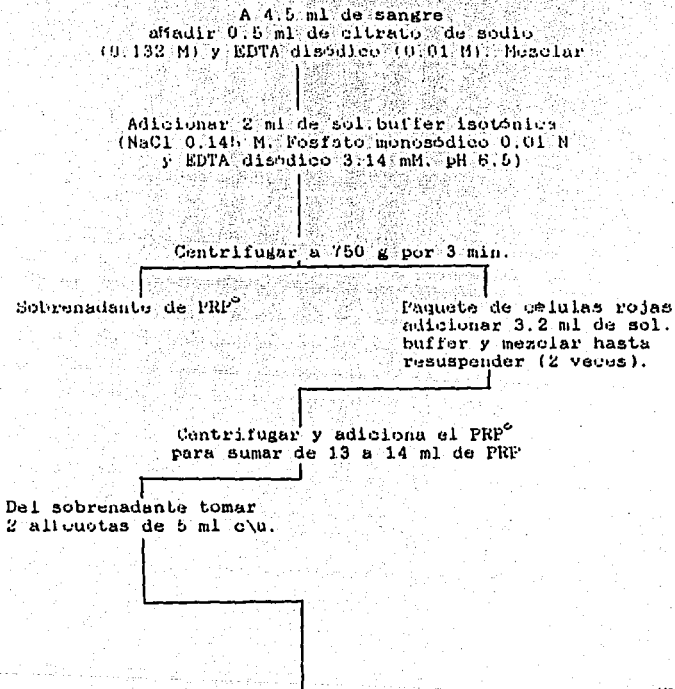 A 4.5 ml de sangre
añadir 0.5 ml de citrato de sodio
(0.132 M) y EDTA disódico (0.01 M). Mezclar
Adicionar 2 ml de sol.buffer isotónica
(NaCl 0.145 M. Fosfato monosódico 0.01 N
y EDTA disódico 3.14 mM. pH 6.5)
Centrifugar a 750 g por 3 min.
Sobrenadante de PRP°
Paquete de células rojas
adicionar 3.2 ml de sol.
buffer y mezclar hasta
resuspender (2 veces).
Centrifugar y adiciona el PRP°
para sumar de 13 a 14 ml de PRP
Del sobrenadante tomar
2 alícuotas de 5 ml c\u.